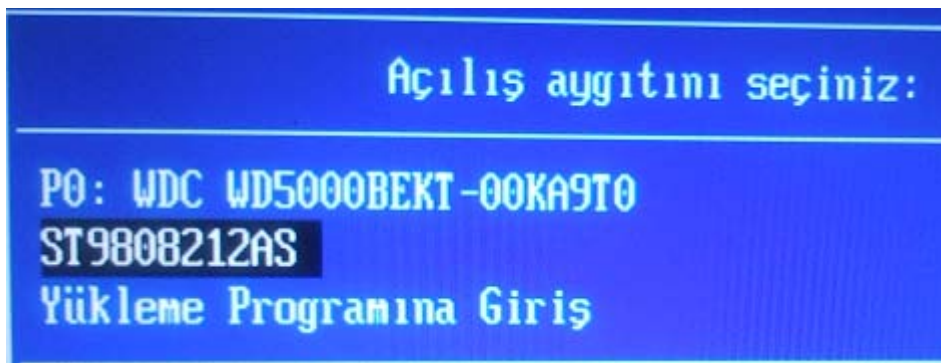 Açılış aygıtını seçiniz:
P0: WDC WD5000BEKT-00KA9T0
ST9808212AS
Yükleme Programına Giriş